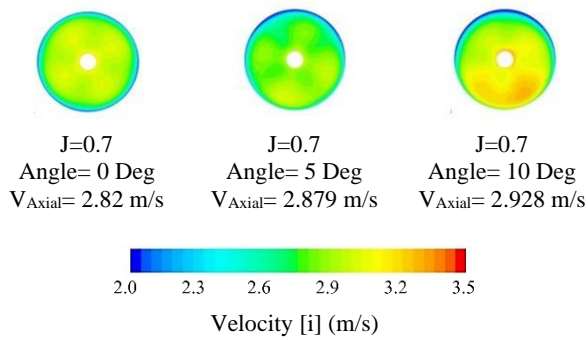 J=0.7
Angle= 0 Deg
VAxial= 2.82 m/s
J=0.7
Angle= 5 Deg
VAxial= 2.879 m/s
J=0.7
Angle= 10 Deg
VAxial= 2.928 m/s
2.0 2.3 2.6 2.9 3.2 3.5
Velocity [i] (m/s)